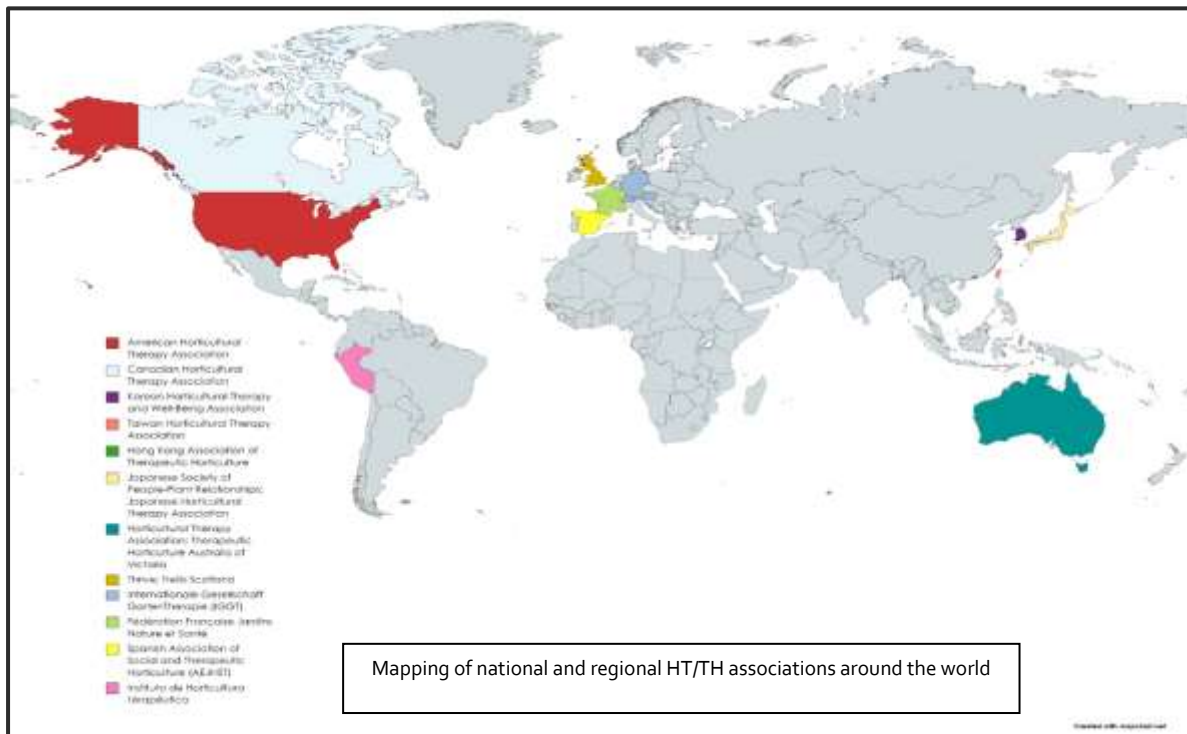 American Horticultural
Therapy Association
Canadian Horticultural
Therapy Association
Korean Horticultural Therapy
and Well-Being Association
Taiwan Horticultural Therapy
Association
Hong Kong Association of
Therapeutic Horticulture
Japanese Society of
People-Plant Relationships;
Japanese Horticultural
Therapy Association
Horticultural Therapy
Association; Therapeutic
Horticulture Australia of
Victoria
Thrive; Trellis Scotland
Internationale Gesellschaft
GartenTherapie (IGGT)
Fédération Française Jardins
Nature et Santé
Spanish Association of
Social and Therapeutic
Horticulture
Instituto de Horticultura
Terapéutica
Mapping of national and regional HT/TH associations around the world
Created with mapchart.net